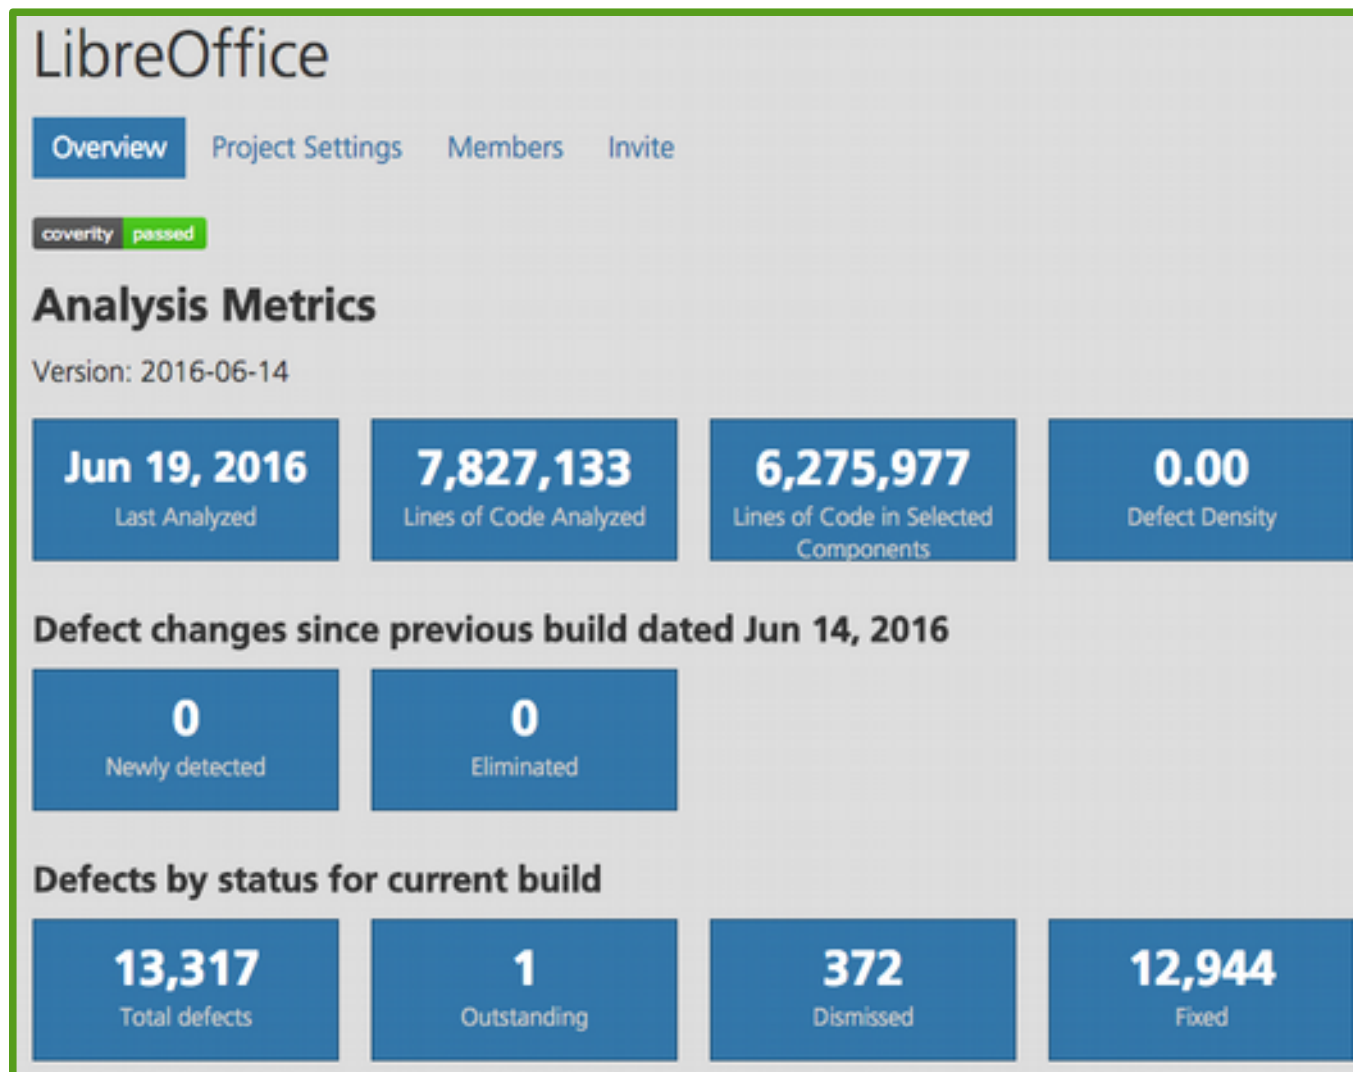 LibreOffice
Overview Project Settings Members Invite
coverity passed
Analysis Metrics
Version: 2016-06-14
Jun 19, 2016 7,827,133 6,275,977 0.00
Last Analyzed Lines of Code Analyzed Lines of Code in Selected Defect Density
Components
Defect changes since previous build dated Jun 14, 2016
0 0
Newly detected Eliminated
Defects by status for current build
13,317 1 372 12,944
Total defects Outstanding Dismissed Fixed